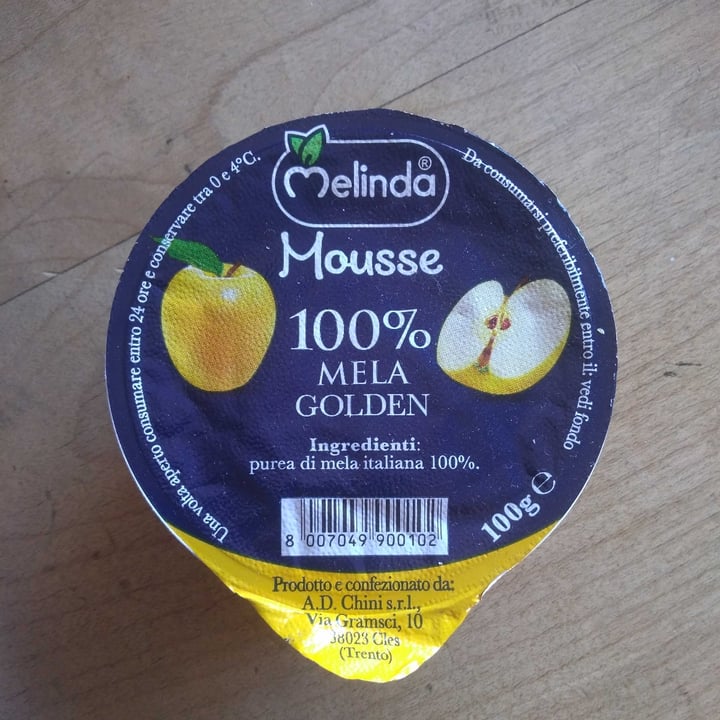 Melinda®
Mousse
100%
MELA
GOLDEN
Ingredienti:
purea di mela italiana 100%.
8 007049 900102
Prodotto e confezionato da:
A.D. Chini s.r.l.,
Via Gramsci, 10
38023 Cles
(Trento)
Una volta aperto consumare entro 24 ore e conservare tra 0 e 4°C.
Da consumarsi preferibilmente entro il: vedi fondo
100g e